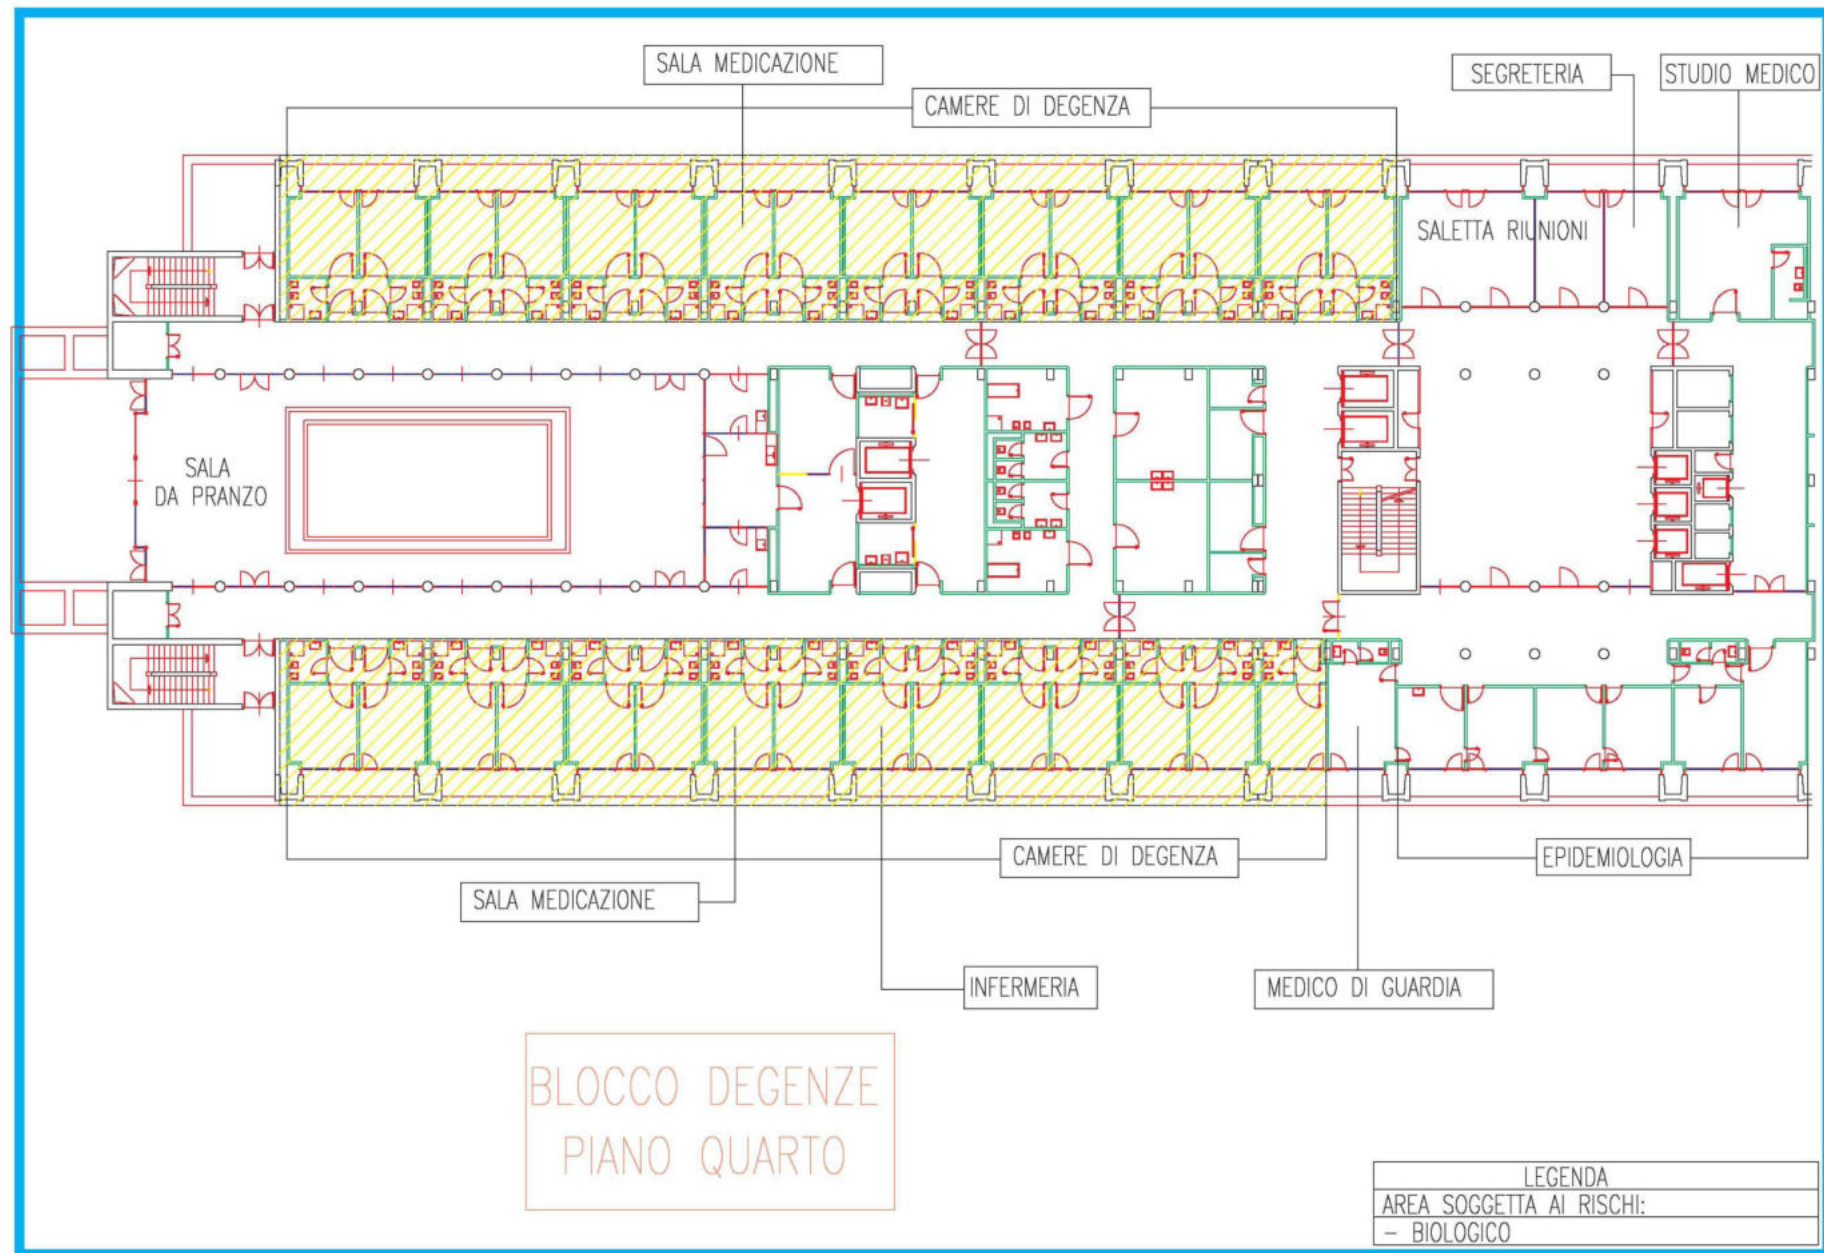 SALA MEDICAZIONE
SEGRETERIA
STUDIO MEDICO
CAMERE DI DEGENZA
SALETTA RIUNIONI
SALA
DA PRANZO
CAMERE DI DEGENZA
EPIDEMIOLOGIA
SALA MEDICAZIONE
INFERMERIA
MEDICO DI GUARDIA
BLOCCO DEGENZE
PIANO QUARTO
LEGENDA
AREA SOGGETTA AI RISCHI:
- BIOLOGICO